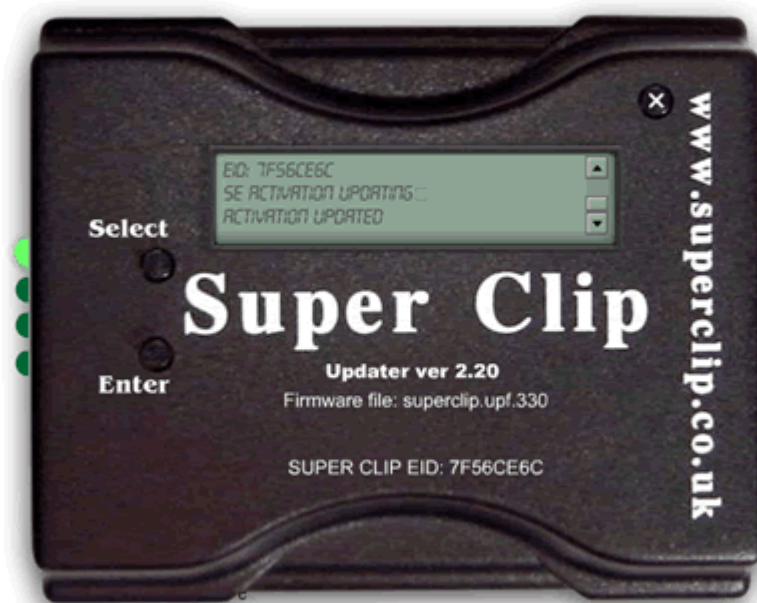 EID: 7F56CE6C
SE ACTIVATION UPDATING
ACTIVATION UPDATED
Select
Super Clip
Enter
Updater ver 2.20
Firmware file: superclip.upf.330
SUPER CLIP EID: 7F56CE6C
www.superclip.co.uk